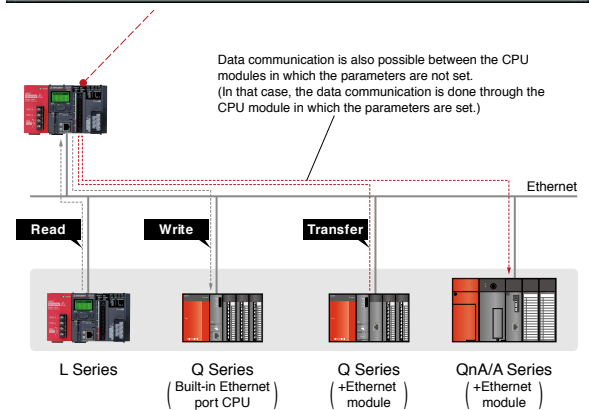 Data communication is also possible between the CPU
modules in which the parameters are not set.
(In that case, the data communication is done through the
CPU module in which the parameters are set.)
Ethernet
Read
Write
Transfer
L Series
Q Series
(Built-in Ethernet
port CPU)
Q Series
(+Ethernet
module)
QnA/A Series
(+Ethernet
module)